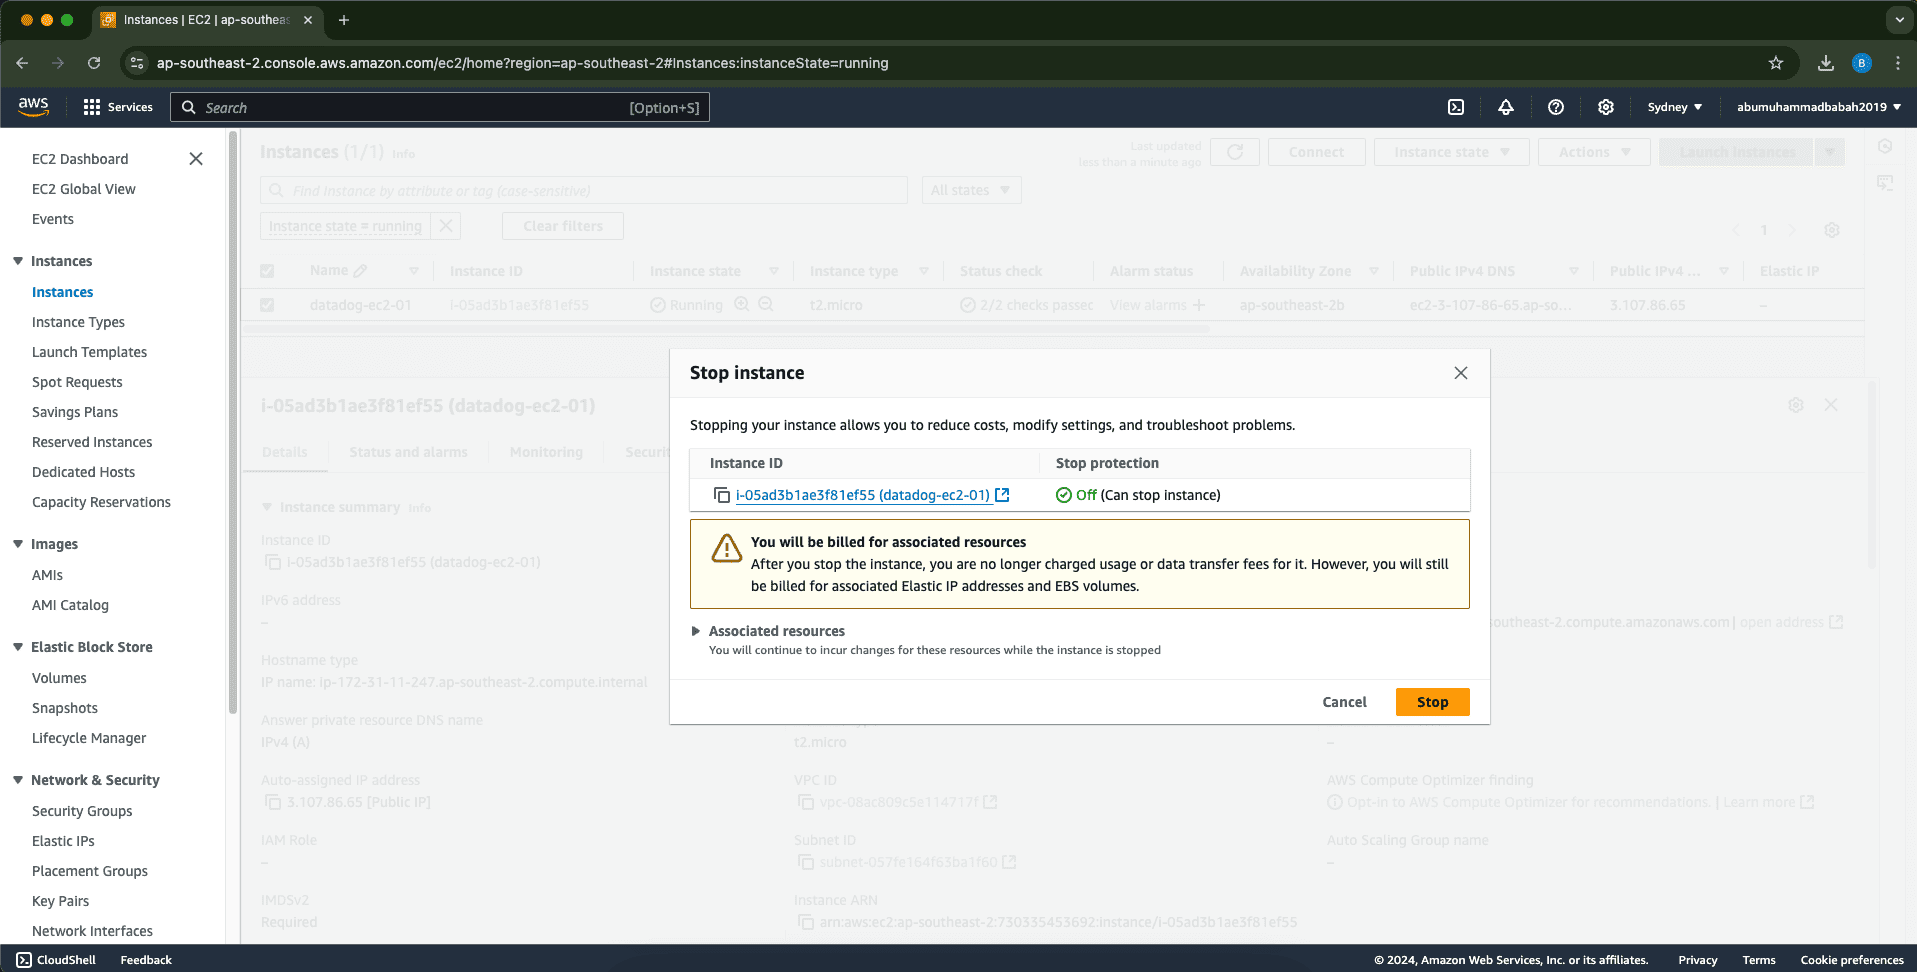 Instances | EC2 | ap-southeas
ap-southeast-2.console.aws.amazon.com/ec2/home?region=ap-southeast-2#Instances:instanceState=running
B
aws
Services
Search
[Option+S]
Sydney
abumuhammadbabah2019
EC2 Dashboard
EC2 Global View
Events
Instances
Instances
Instance Types
Launch Templates
Spot Requests
Savings Plans
Reserved Instances
Dedicated Hosts
Capacity Reservations
Images
AMIs
AMI Catalog
Elastic Block Store
Volumes
Snapshots
Lifecycle Manager
Network & Security
Security Groups
Elastic IPs
Placement Groups
Key Pairs
Network Interfaces
Instances (1/1) Info
Last updated
less than a minute ago
Connect
Instance state
Actions
Launch instances
Find Instance by attribute or tag (case-sensitive)
All states
Instance state = running
Clear filters
1
Name Instance ID Instance state Instance type Status check Alarm status Availability Zone Public IPv4 DNS Public IPv4 ... Elastic IP
datadog-ec2-01 i-05ad3b1ae3f81ef55 Running t2.micro 2/2 checks passec View alarms + ap-southeast-2b ec2-3-107-86-65.ap-so... 3.107.86.65 –
Stop instance
Stopping your instance allows you to reduce costs, modify settings, and troubleshoot problems.
Instance ID Stop protection
i-05ad3b1ae3f81ef55 (datadog-ec2-01) Off (Can stop instance)
You will be billed for associated resources
After you stop the instance, you are no longer charged usage or data transfer fees for it. However, you will still
be billed for associated Elastic IP addresses and EBS volumes.
Associated resources
You will continue to incur changes for these resources while the instance is stopped
Cancel
Stop
i-05ad3b1ae3f81ef55 (datadog-ec2-01)
Details Status and alarms Monitoring Securit
Instance summary Info
Instance ID
i-05ad3b1ae3f81ef55 (datadog-ec2-01)
IPv6 address
–
outheast-2.compute.amazonaws.com | open address
Hostname type
IP name: ip-172-31-11-247.ap-southeast-2.compute.internal
Answer private resource DNS name
IPv4 (A)
t2.micro
–
Auto-assigned IP address
3.107.86.65 [Public IP]
VPC ID
vpc-08ac809c5e114717f
AWS Compute Optimizer finding
Opt-in to AWS Compute Optimizer for recommendations. | Learn more
IAM Role
–
Subnet ID
subnet-057fe164f63ba1f60
Auto Scaling Group name
–
IMDSv2
Required
Instance ARN
arn:aws:ec2:ap-southeast-2:730335453692:instance/i-05ad3b1ae3f81ef55
CloudShell
Feedback
© 2024, Amazon Web Services, Inc. or its affiliates.
Privacy
Terms
Cookie preferences